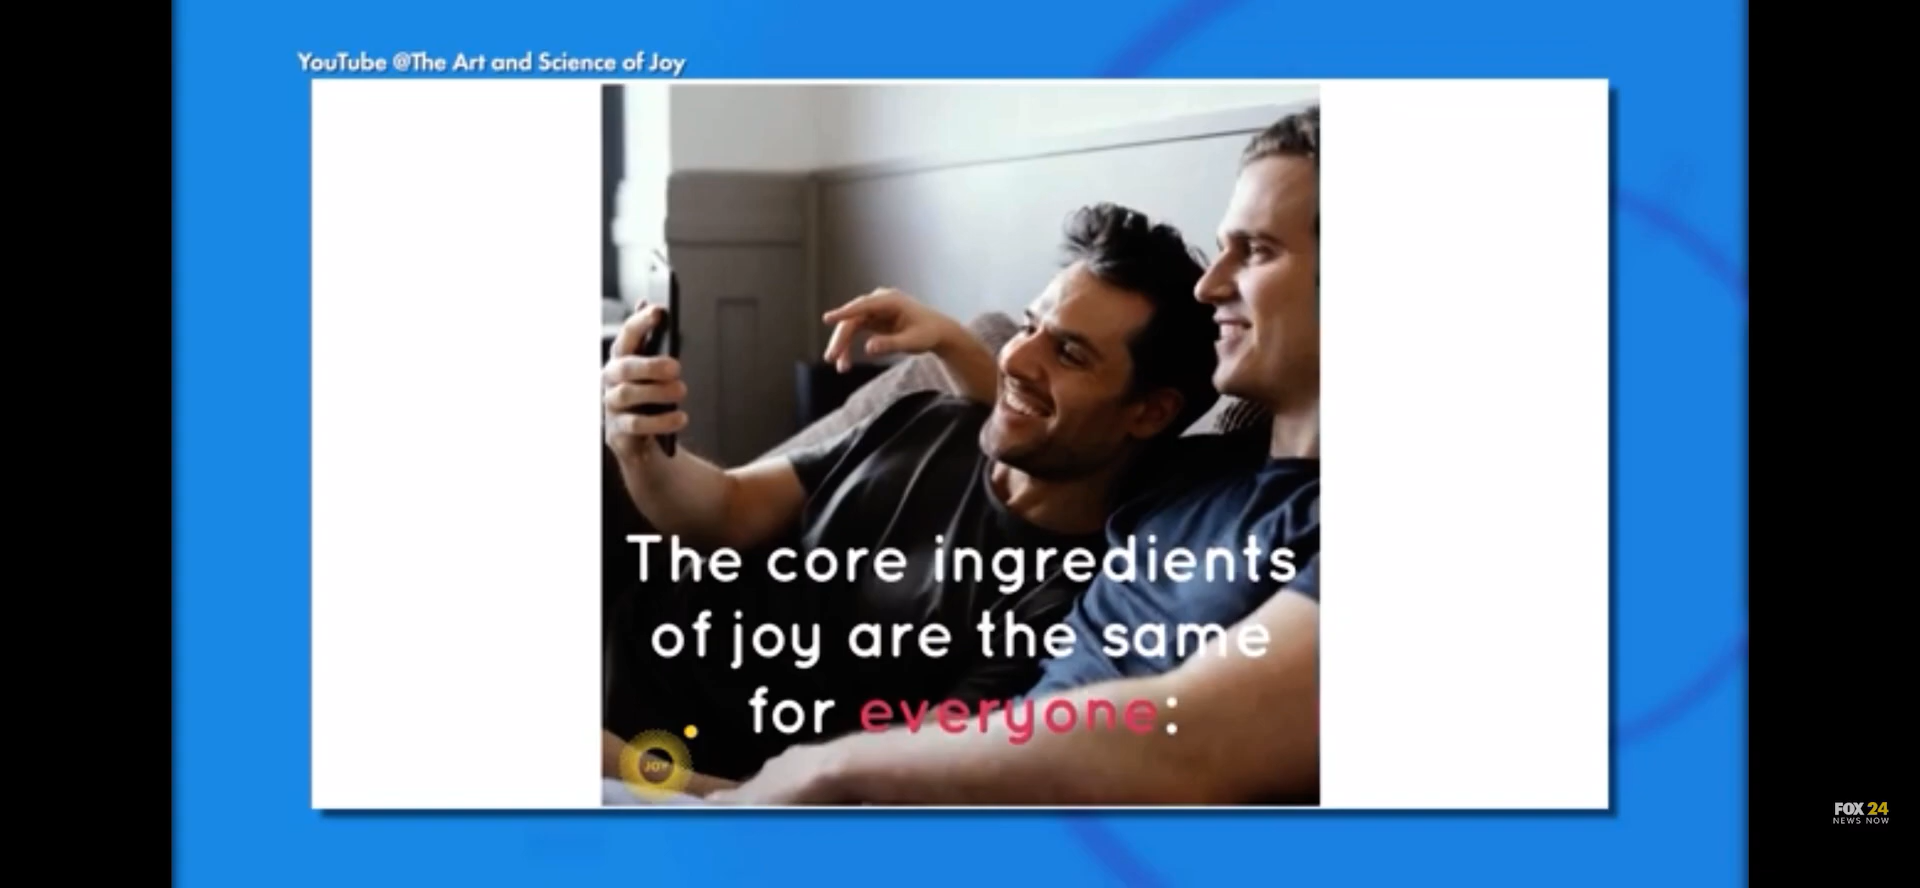 YouTube @The Art and Science of Joy
The core ingredients
of joy are the same
for everyone:
JOY
FOX 24
NEWS NOW